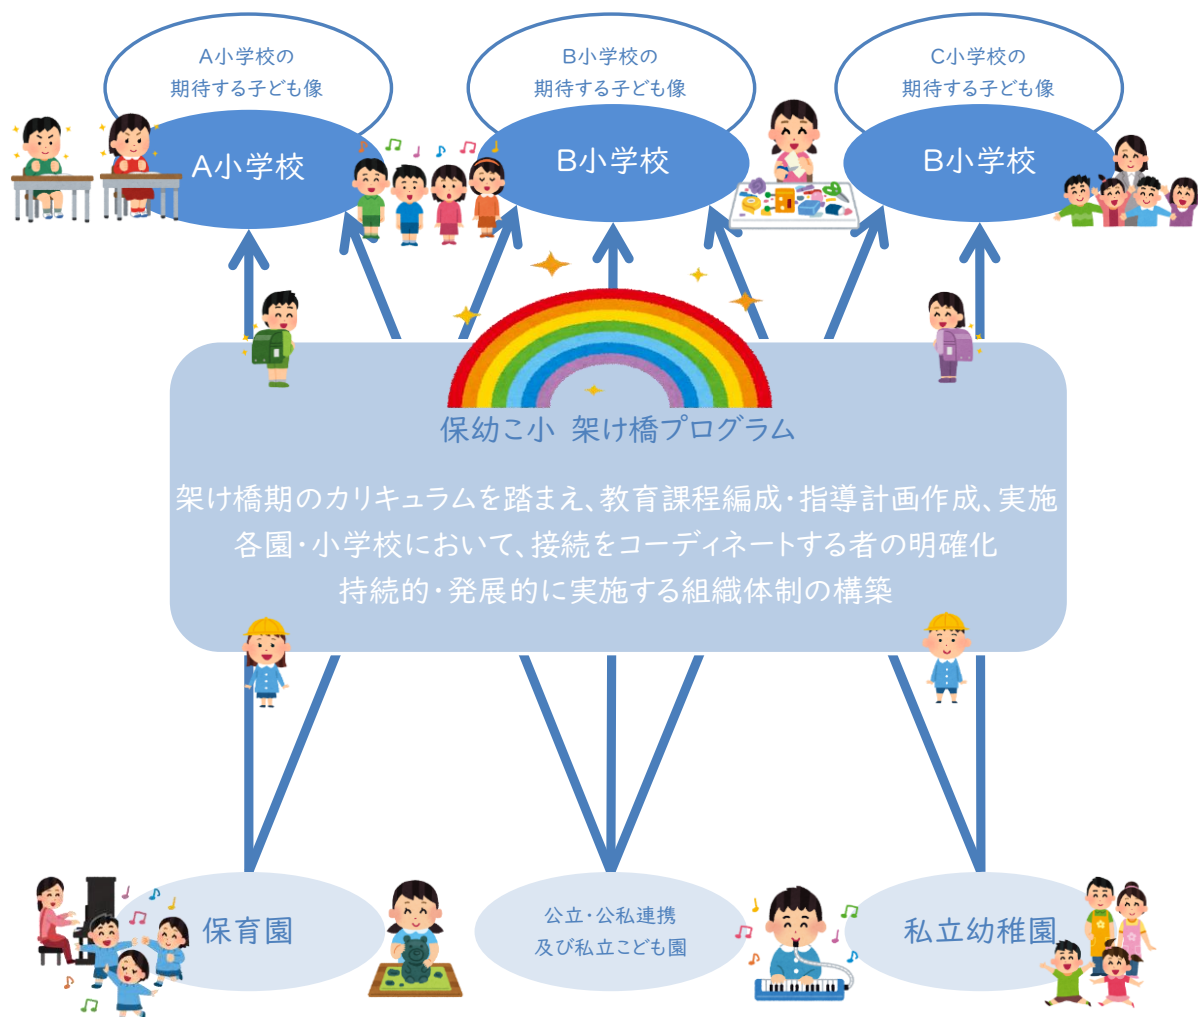 A小学校の
期待する子ども像
B小学校の
期待する子ども像
C小学校の
期待する子ども像
A小学校
B小学校
B小学校
保幼こ小 架け橋プログラム
架け橋期のカリキュラムを踏まえ、教育課程編成・指導計画作成、実施
各園・小学校において、接続をコーディネートする者の明確化
持続的・発展的に実施する組織体制の構築
保育園
公立・公私連携
及び私立こども園
私立幼稚園